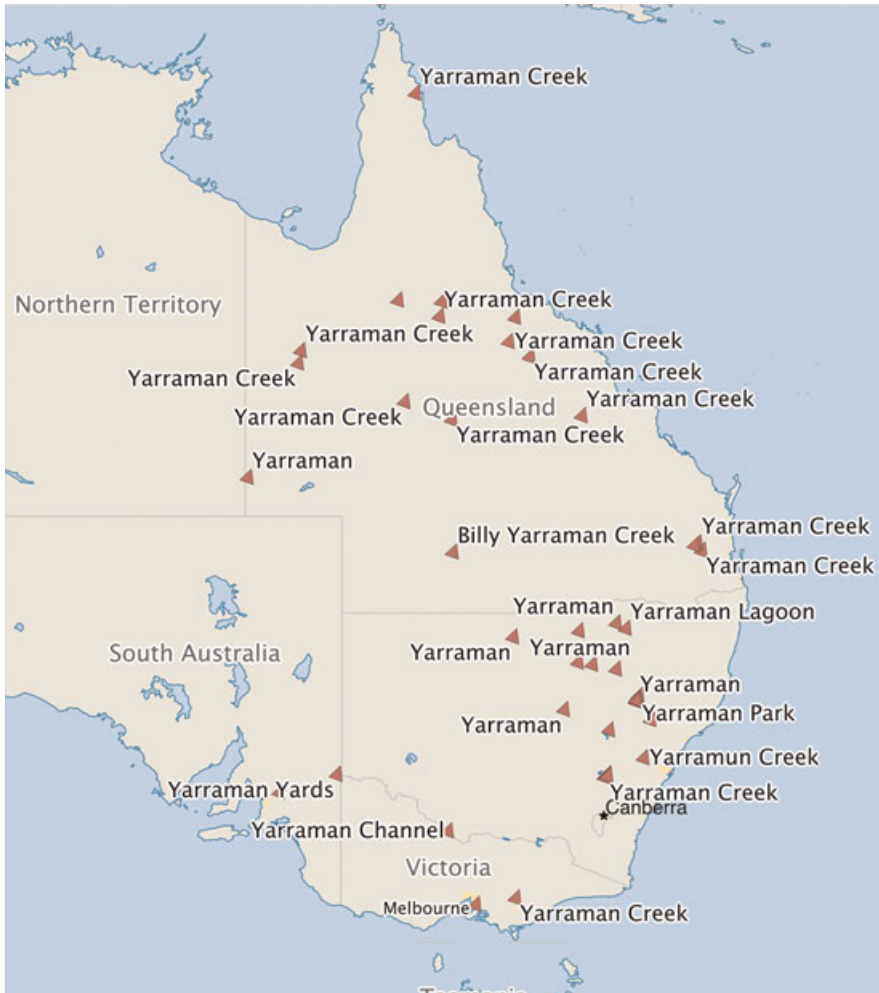 Yarraman Creek
Northern Territory
Yarraman Creek
Yarraman Creek
Yarraman Creek
Yarraman Creek
Yarraman Creek
Yarraman Creek
Queensland
Yarraman Creek
Yarraman Creek
Yarraman
Billy Yarraman Creek
Yarraman Creek
Yarraman Creek
Yarraman
Yarraman Lagoon
South Australia
Yarraman
Yarraman
Yarraman
Yarraman Park
Yarraman
Yarramun Creek
Yarraman Yards
Yarraman Creek
Canberra
Yarraman Channel
Victoria
Melbourne
Yarraman Creek